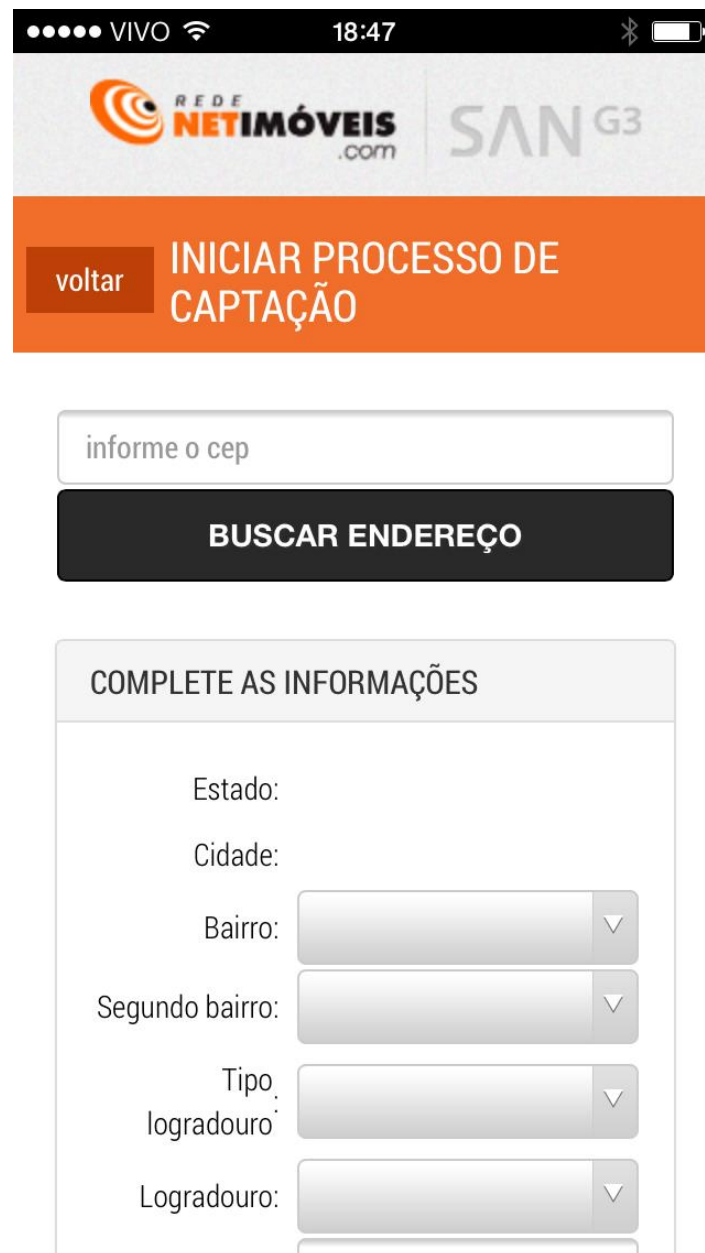 VIVO 18:47
REDE
NETIMÓVEIS
.com
SAN G3
voltar
INICIAR PROCESSO DE
CAPTAÇÃO
informe o cep
BUSCAR ENDEREÇO
COMPLETE AS INFORMAÇÕES
Estado:
Cidade:
Bairro:
Segundo bairro:
Tipo
logradouro:
Logradouro: